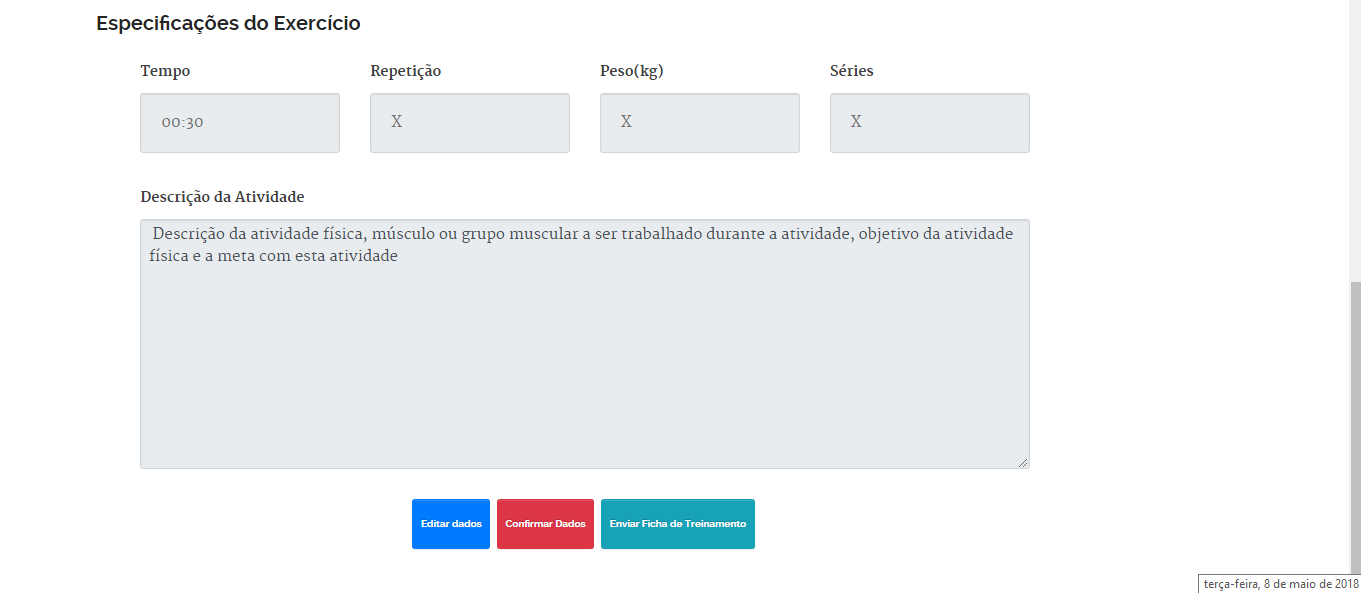 Especificações do Exercício
Tempo
Repetição
Peso(kg)
Séries
00:30
X
X
X
Descrição da Atividade
Descrição da atividade física, músculo ou grupo muscular a ser trabalhado durante a atividade, objetivo da atividade
física e a meta com esta atividade
Editar dados
Confirmar Dados
Enviar Ficha de Treinamento
terça-feira, 8 de maio de 2018